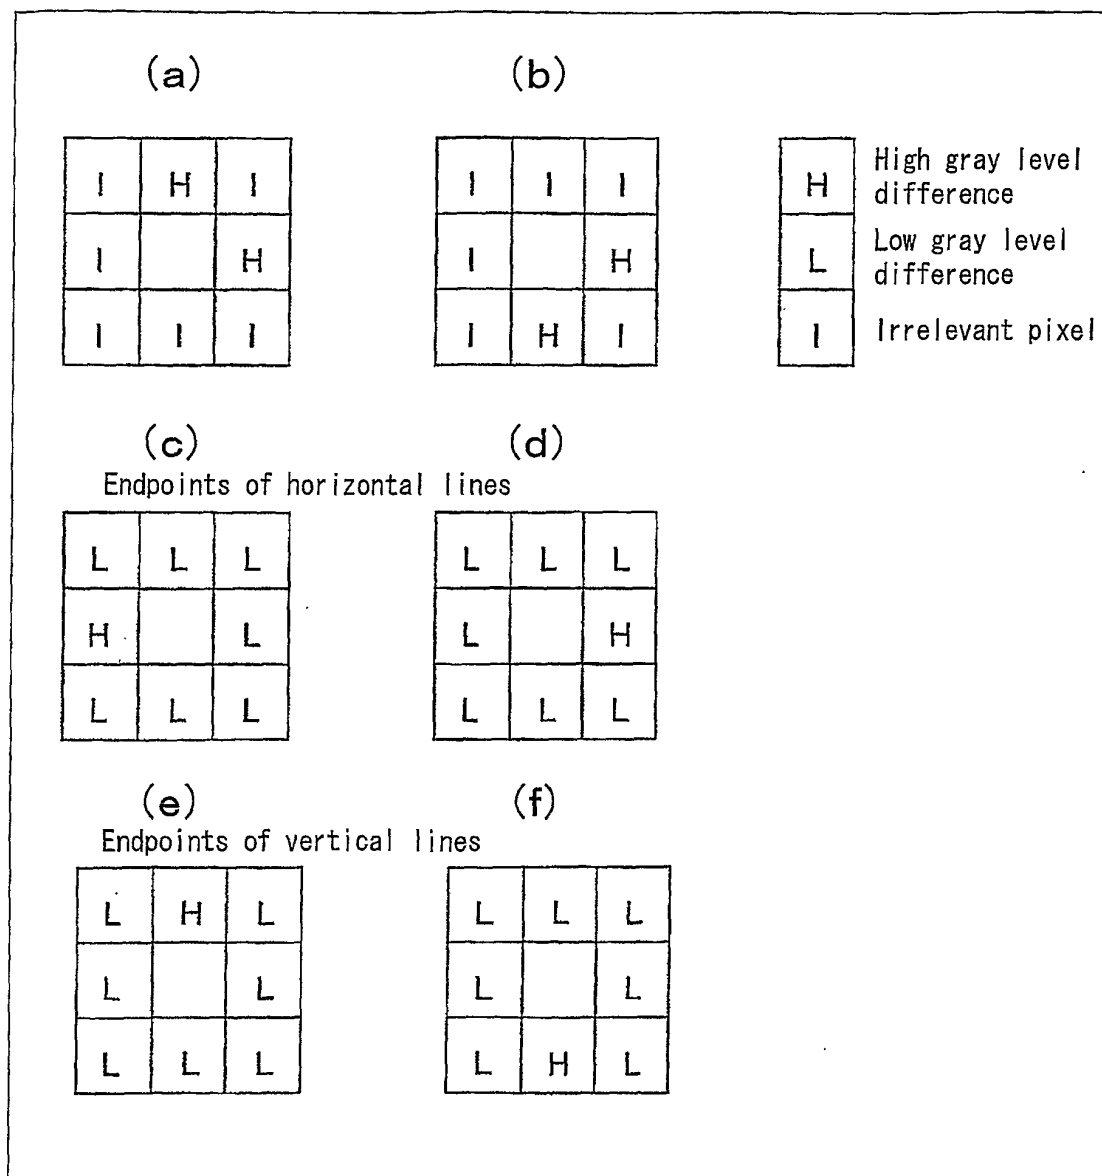 (a) (b)
I H I
I H
I I I
I I I
I H
I H I
H High gray level
difference
L Low gray level
difference
I Irrelevant pixel
(c) (d)
Endpoints of horizontal lines
L L L
H L
L L L
L L L
L H
L L L
(e) (f)
Endpoints of vertical lines
L H L
L L
L L L
L L L
L L
L H L